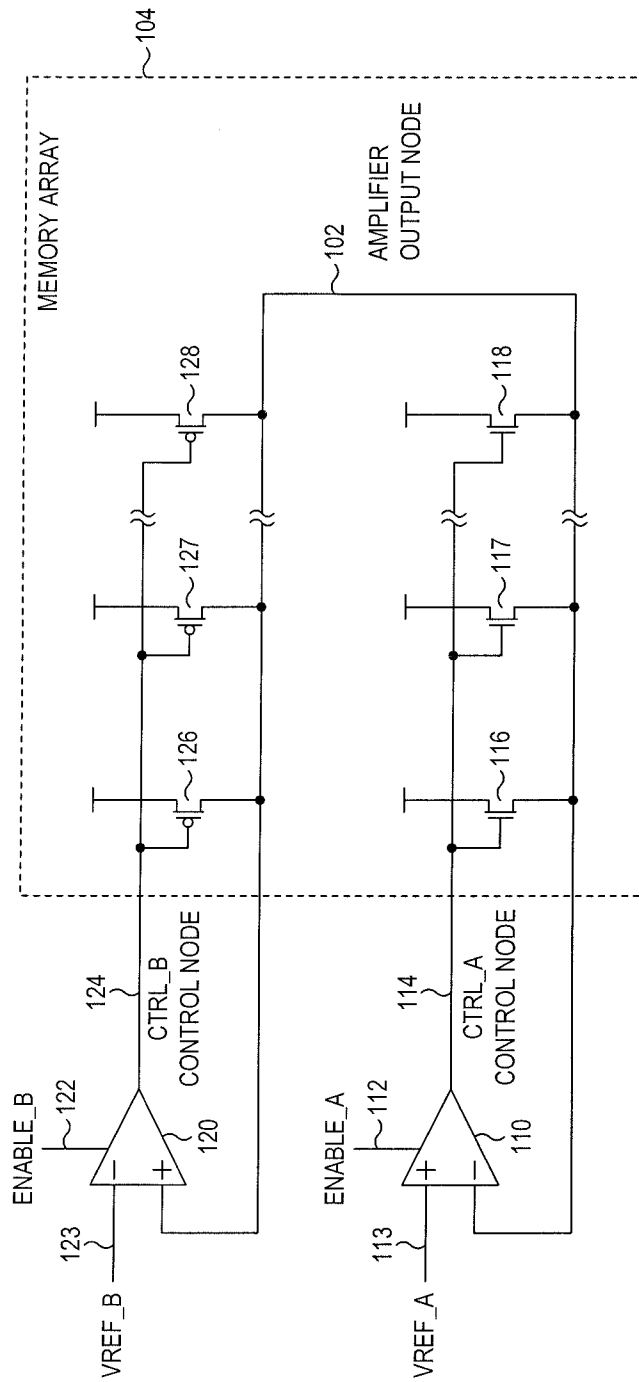 104
MEMORY ARRAY
AMPLIFIER
OUTPUT NODE
102
128
127
126
124
CTRL_B
CONTROL NODE
ENABLE_B
122
120
−
+
123
VREF_B
118
117
116
114
CTRL_A
CONTROL NODE
ENABLE_A
112
110
+
−
113
VREF_A